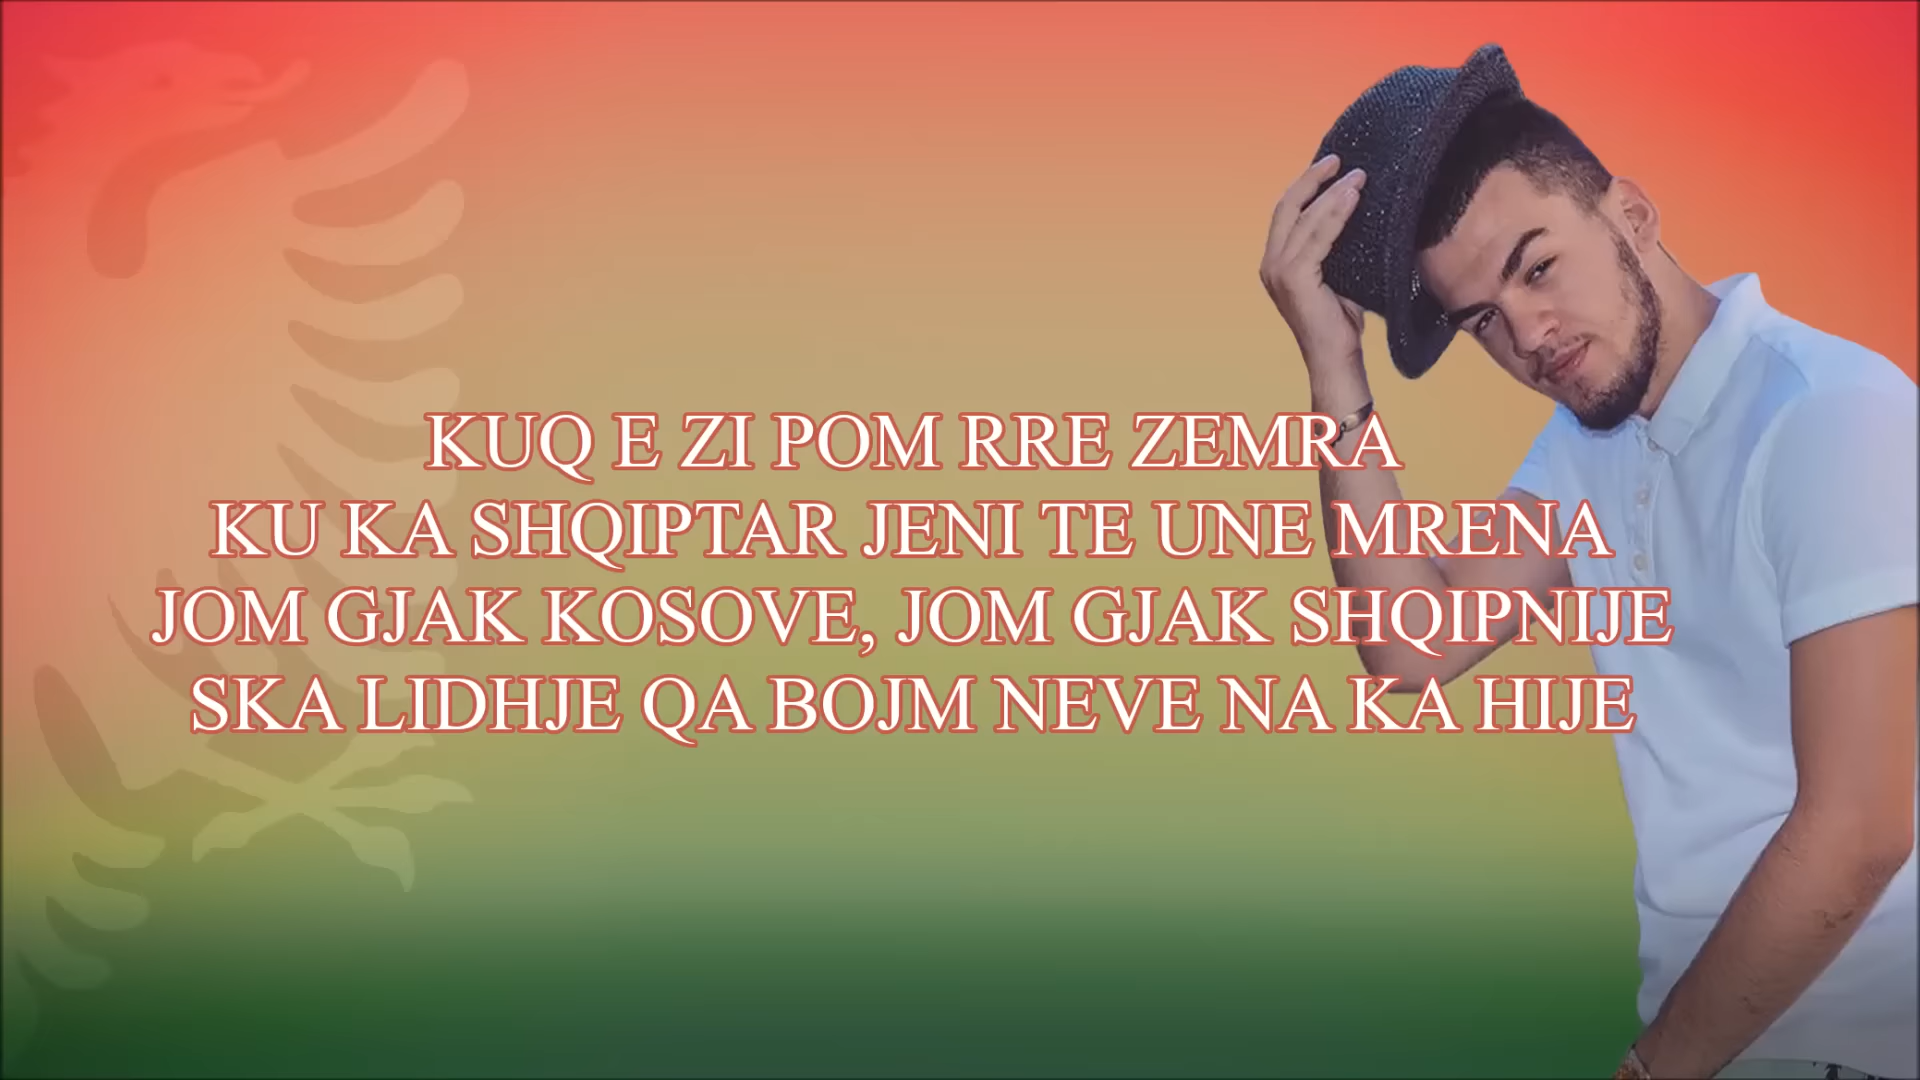 KUQ E ZI POM RRE ZEMRA
KU KA SHQIPTAR JENI TE UNE MRENA
JOM GJAK KOSOVE, JOM GJAK SHQIPNIJE
SKA LIDHJE QA BOJM NEVE NA KA HIJE